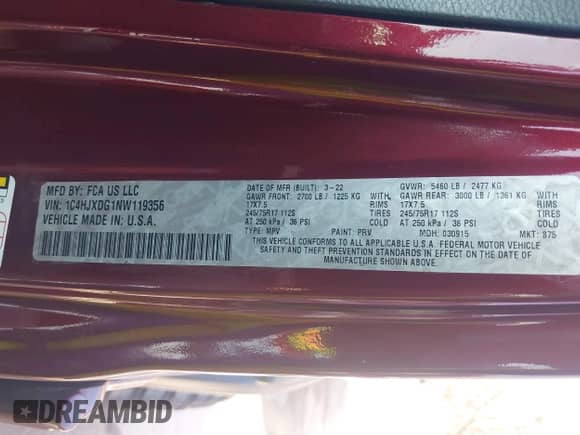 MFD BY: FCA US LLC
VIN: 1C4HJXDG1NW119356
VEHICLE MADE IN: U.S.A.
DATE OF MFR (BUILT): 3-22 GVWR: 5460 LB / 2477 KG
GAWR FRONT: 2700 LB / 1225 KG GAWR REAR: 3000 LB / 1361 KG
17X7.5 RIMS 17X7.5 RIMS
245/75R17 112S TIRES 245/75R17 112S TIRES
AT 250 kPa / 36 PSI COLD AT 250 kPa / 36 PSI COLD
TYPE: MPV PAINT: PRV MDH: 030915 MKT: 875
THIS VEHICLE CONFORMS TO ALL APPLICABLE U.S.A. FEDERAL MOTOR VEHICLE
SAFETY AND THEFT PREVENTION STANDARDS IN EFFECT ON THE DATE OF
MANUFACTURE SHOWN ABOVE.
DREAMBID